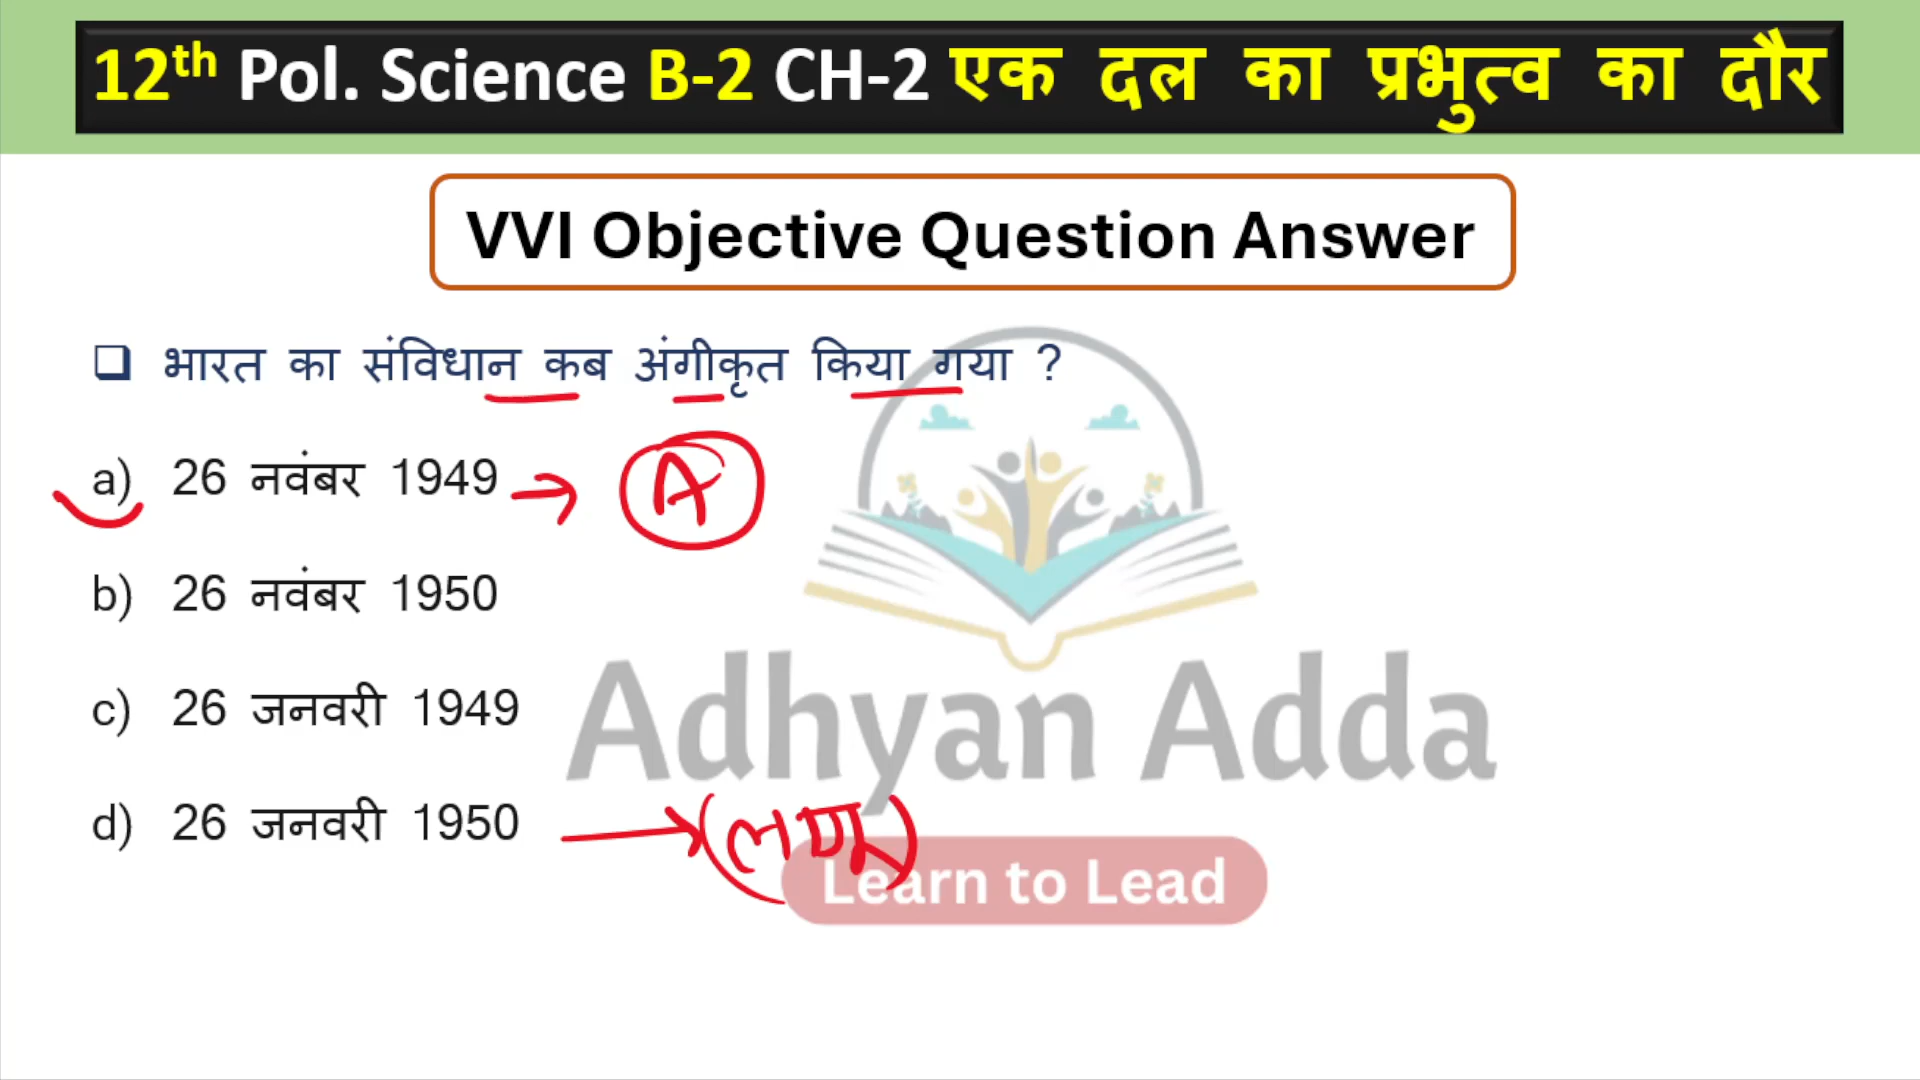 12th Pol. Science B-2 CH-2 एक दल का प्रभुत्व का दौर
VVI Objective Question Answer
❑ भारत का संविधान कब अंगीकृत किया गया ?
a) 26 नवंबर 1949 → A
b) 26 नवंबर 1950
c) 26 जनवरी 1949
d) 26 जनवरी 1950
Adhyan Adda
Learn to Lead